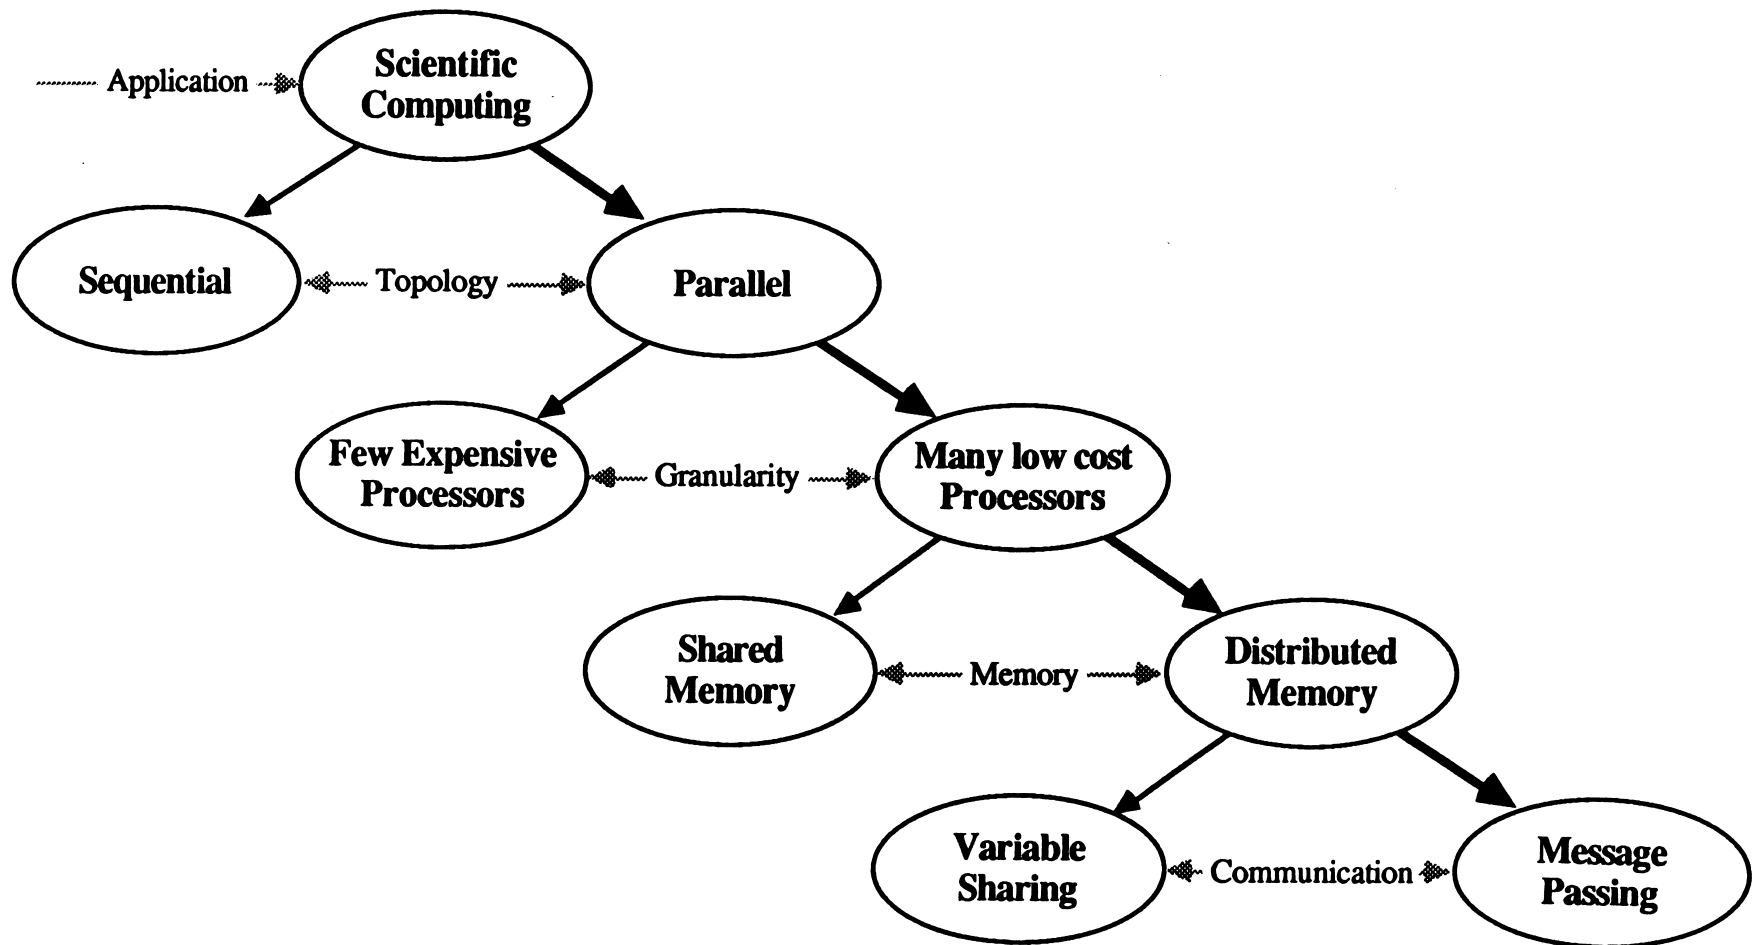 Application
Scientific
Computing
Sequential
Topology
Parallel
Few Expensive
Processors
Granularity
Many low cost
Processors
Shared
Memory
Memory
Distributed
Memory
Variable
Sharing
Communication
Message
Passing